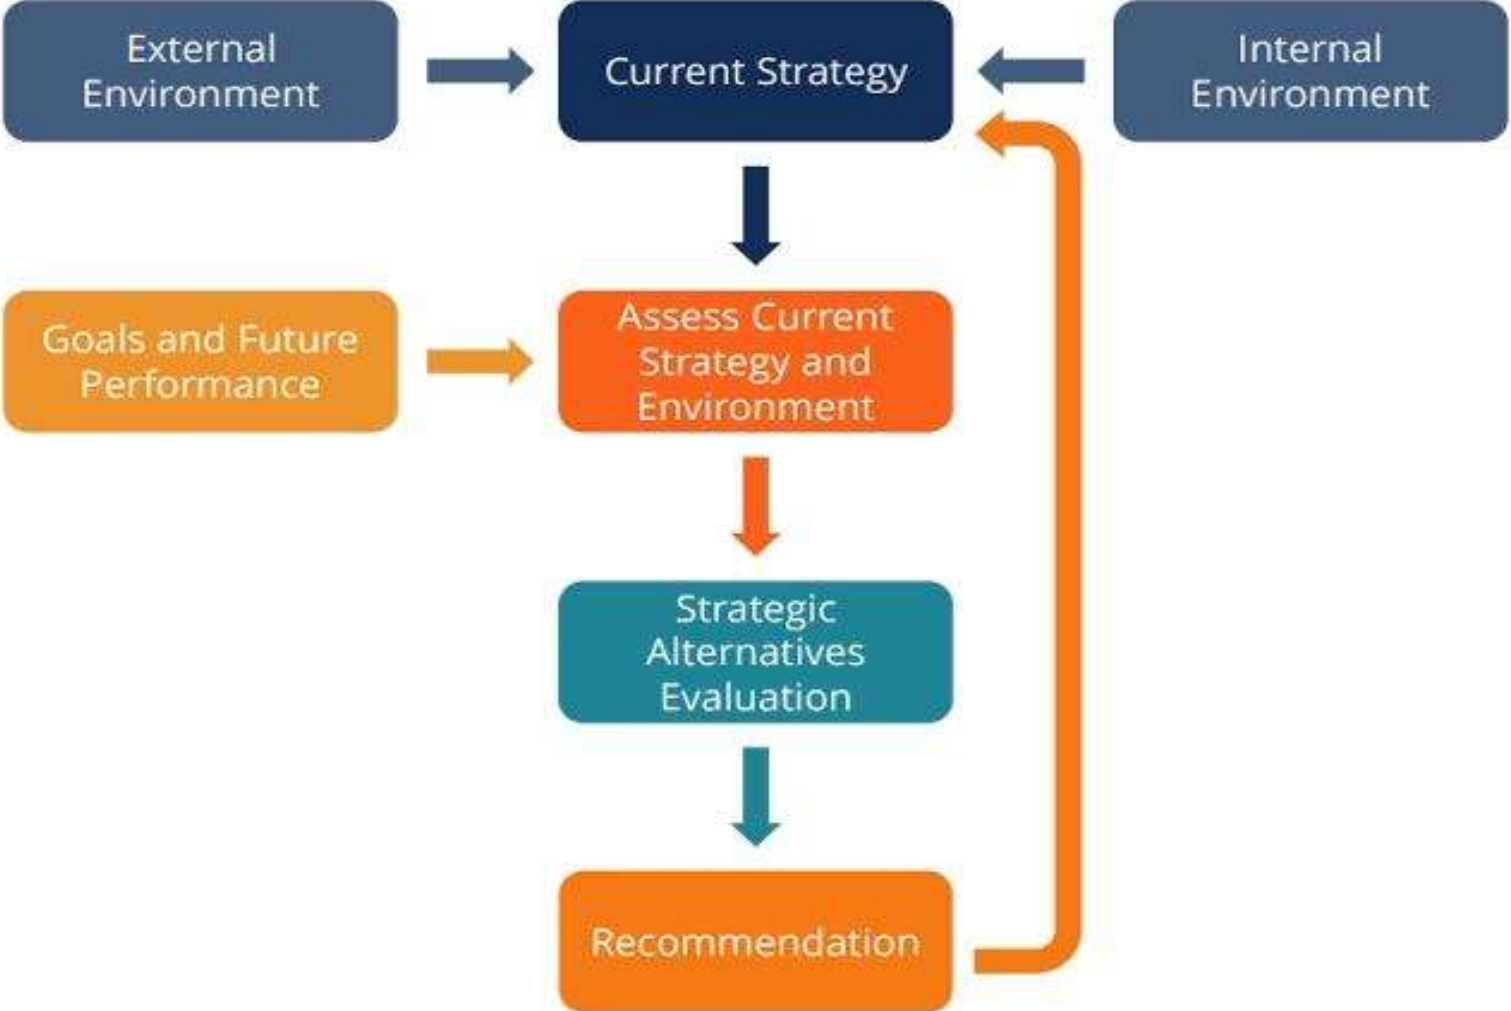 External
Environment
Current Strategy
Internal
Environment
Goals and Future
Performance
Assess Current
Strategy and
Environment
Strategic
Alternatives
Evaluation
Recommendation